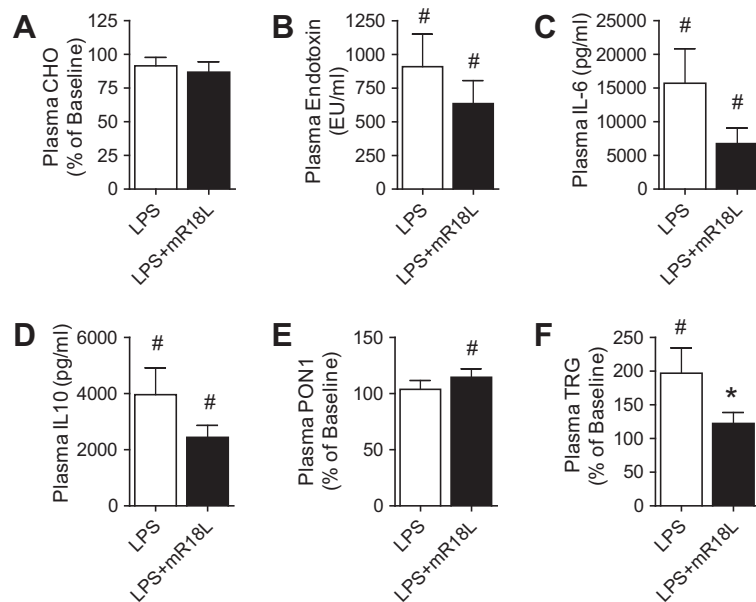 A
Plasma CHO
(% of Baseline)
125
100
75
50
25
0
LPS
LPS+mR18L
B
Plasma Endotoxin
(EU/ml)
1250
1000
750
500
250
0
#
#
LPS
LPS+mR18L
C
Plasma IL-6 (pg/ml)
25000
20000
15000
10000
5000
0
#
#
LPS
LPS+mR18L
D
Plasma IL10 (pg/ml)
6000
4000
2000
0
#
#
LPS
LPS+mR18L
E
Plasma PON1
(% of Baseline)
150
100
50
0
#
LPS
LPS+mR18L
F
Plasma TRG
(% of Baseline)
250
200
150
100
50
0
#
*
LPS
LPS+mR18L